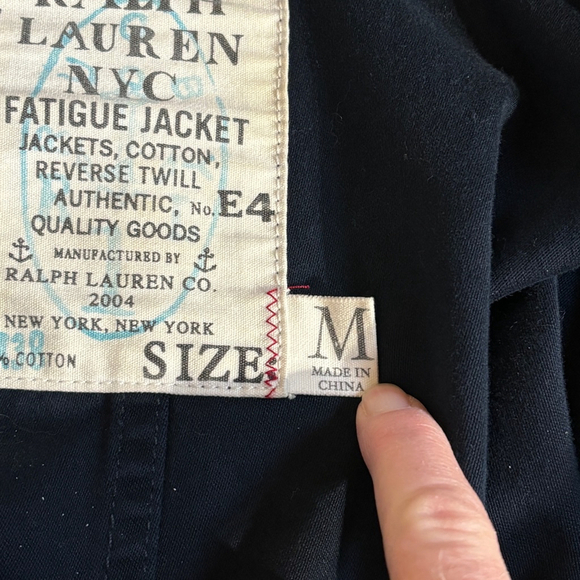 RALPH
LAUREN
NYC
FATIGUE JACKET
JACKETS, COTTON,
REVERSE TWILL
AUTHENTIC, No. E4
QUALITY GOODS
MANUFACTURED BY
RALPH LAUREN CO.
2004
NEW YORK, NEW YORK
% COTTON
SIZE:
M
MADE IN
CHINA